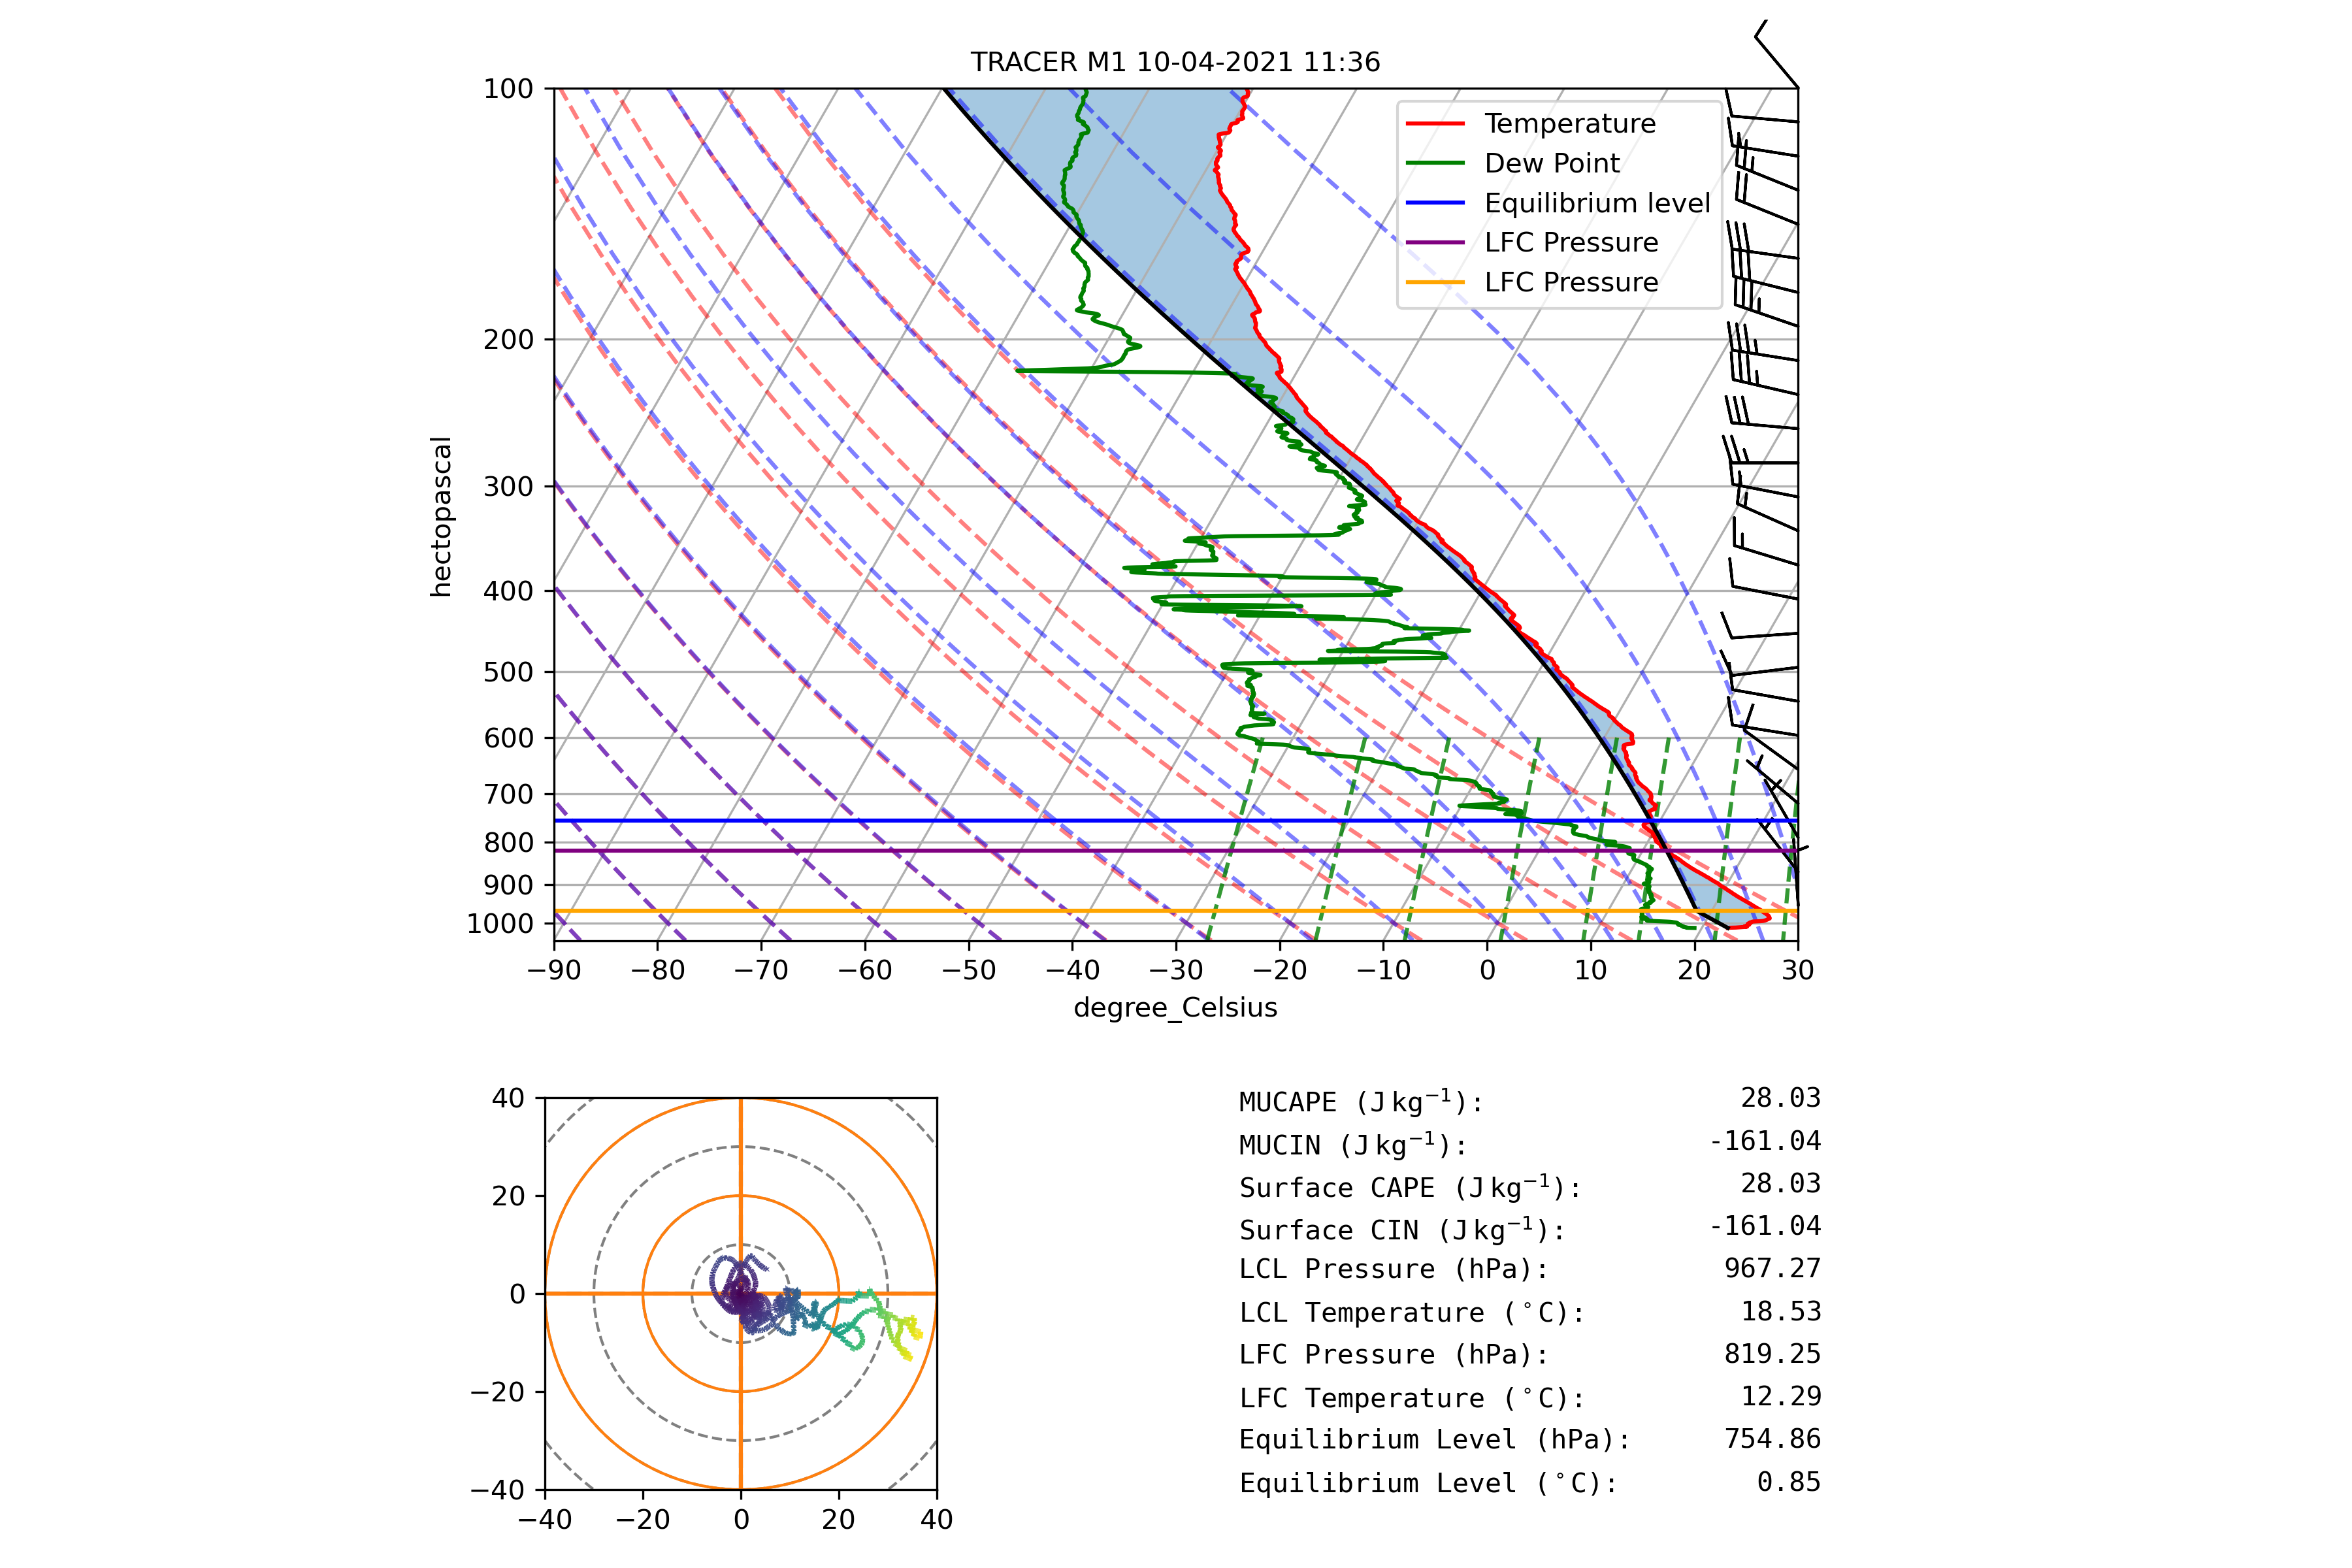 TRACER M1 10-04-2021 11:36
100
200
300
400
500
600
700
800
900
1000
hectopascal
Temperature
Dew Point
Equilibrium level
LFC Pressure
LFC Pressure
−90 −80 −70 −60 −50 −40 −30 −20 −10 0 10 20 30
degree_Celsius
40
20
0
−20
−40
−40 −20 0 20 40
MUCAPE (J kg⁻¹): 28.03
MUCIN (J kg⁻¹): -161.04
Surface CAPE (J kg⁻¹): 28.03
Surface CIN (J kg⁻¹): -161.04
LCL Pressure (hPa): 967.27
LCL Temperature (°C): 18.53
LFC Pressure (hPa): 819.25
LFC Temperature (°C): 12.29
Equilibrium Level (hPa): 754.86
Equilibrium Level (°C): 0.85